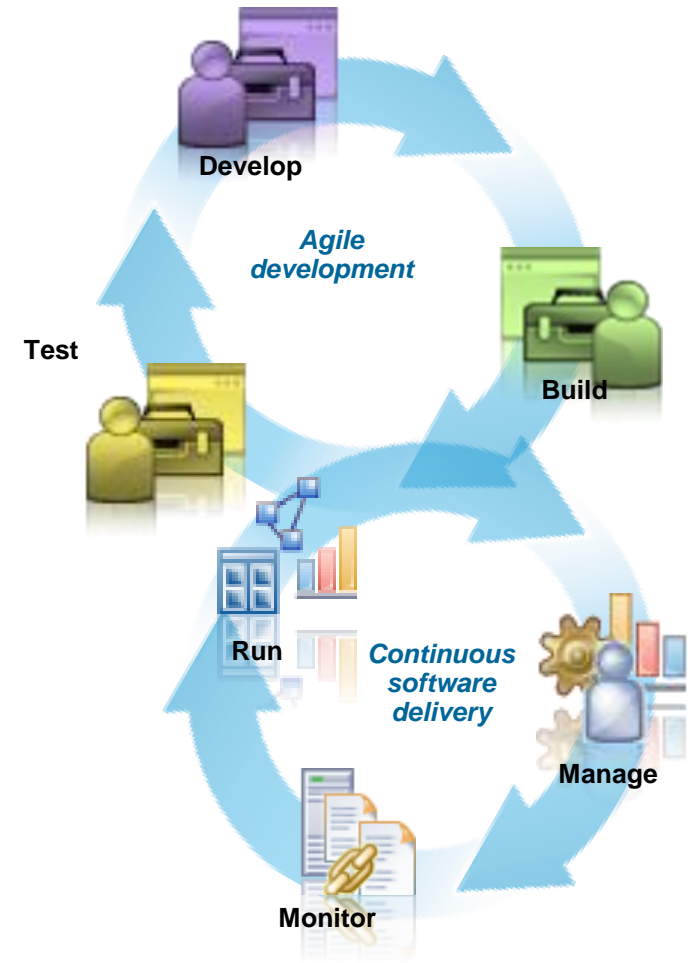 Develop
Agile
development
Test
Build
Run
Continuous
software
delivery
Manage
Monitor